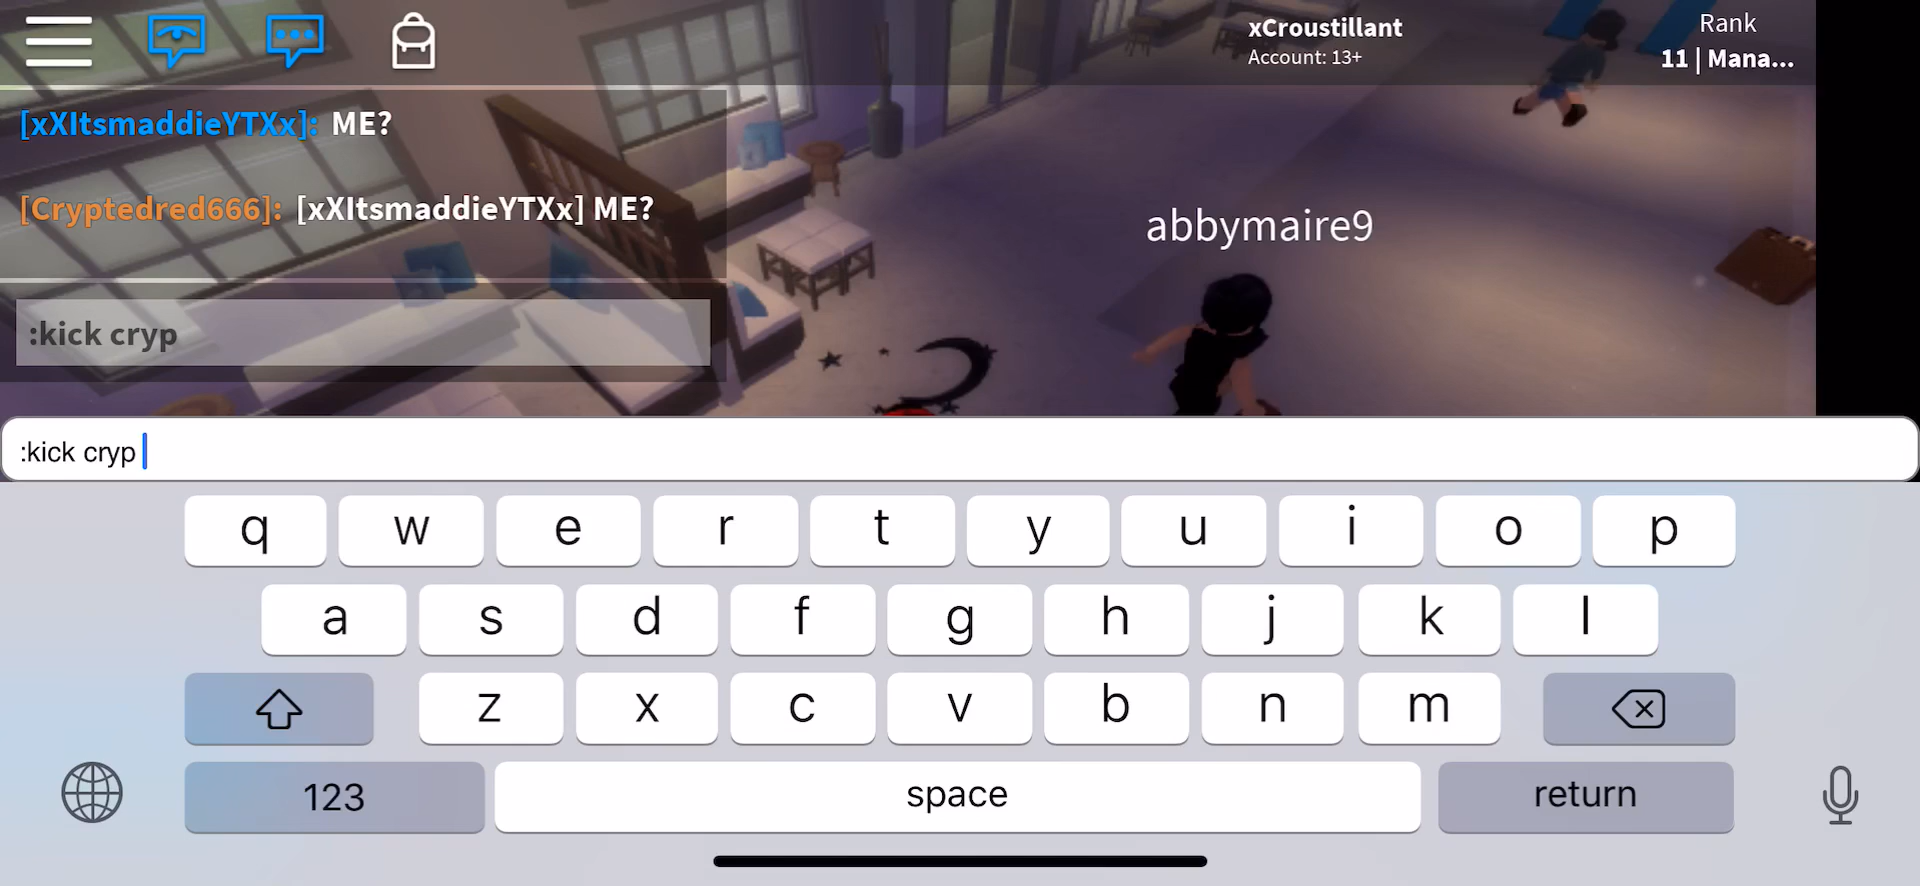 xCroustillant
Account: 13+
Rank
11 | Mana...
[xXItsmaddieYTXx]: ME?
[Cryptedred666]: [xXItsmaddieYTXx] ME?
abbymaire9
:kick cryp
:kick cryp
q w e r t y u i o p
a s d f g h j k l
z x c v b n m
123 space return